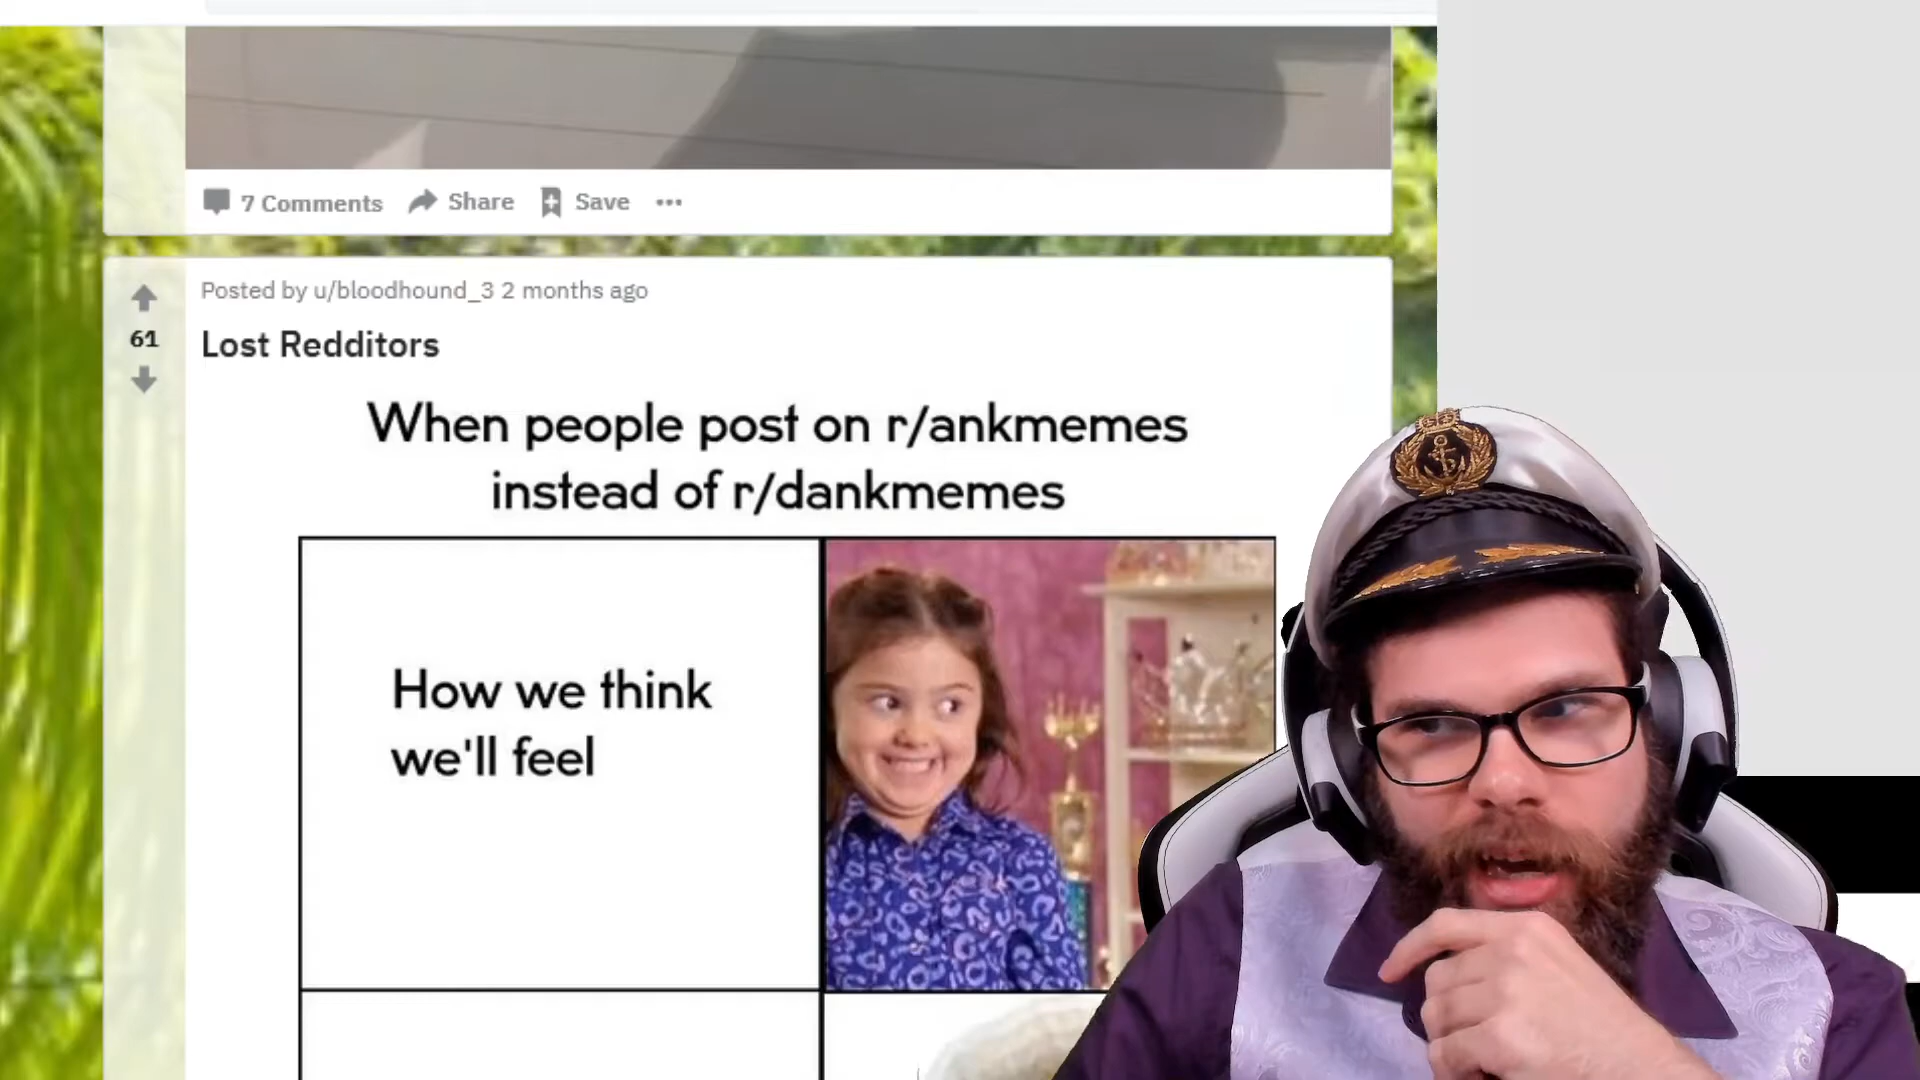 7 Comments Share Save
Posted by u/bloodhound_3 2 months ago
61
Lost Redditors
When people post on r/ankmemes
instead of r/dankmemes
How we think
we'll feel